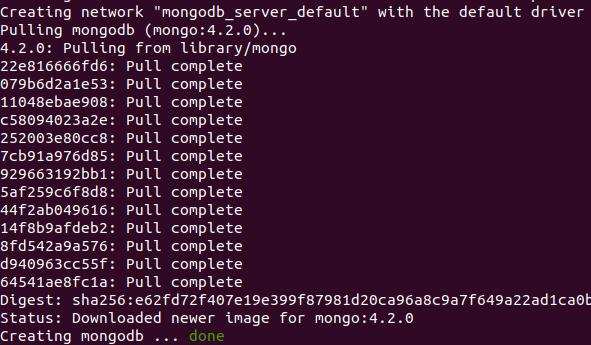 Creating network "mongodb_server_default" with the default driver
Pulling mongodb (mongo:4.2.0)...
4.2.0: Pulling from library/mongo
22e816666fd6: Pull complete
079b6d2a1e53: Pull complete
11048ebae908: Pull complete
c58094023a2e: Pull complete
252003e80cc8: Pull complete
7cb91a976d85: Pull complete
929663192bb1: Pull complete
5af259c6f8d8: Pull complete
44f2ab049616: Pull complete
14f8b9afdeb2: Pull complete
8fd542a9a576: Pull complete
d940963cc55f: Pull complete
64541ae8fc1a: Pull complete
Digest: sha256:e62fd72f407e19e399f87981d20ca96a8c9a7f649a22ad1ca0b
Status: Downloaded newer image for mongo:4.2.0
Creating mongodb ... done